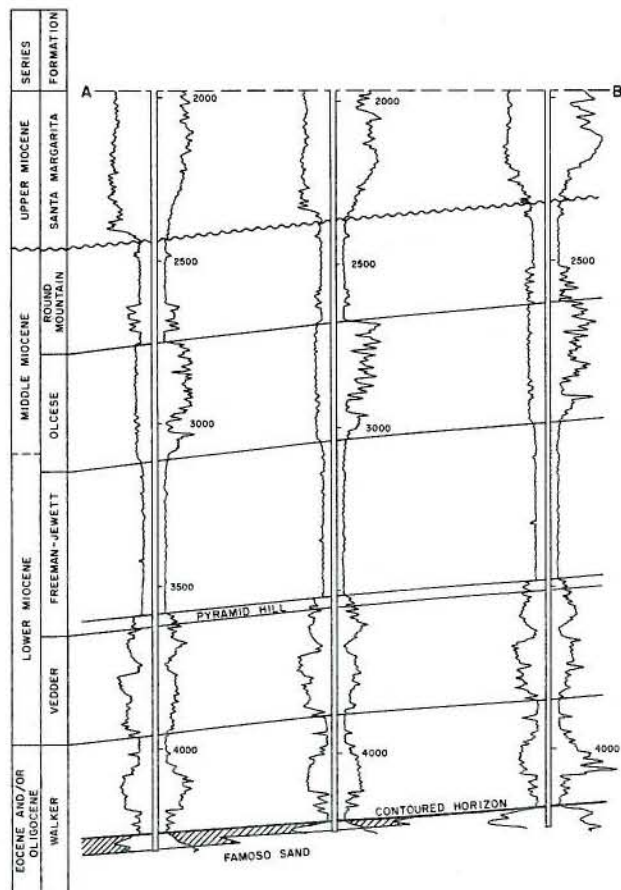 SERIES
FORMATION
UPPER MIOCENE
SANTA MARGARITA
MIDDLE MIOCENE
ROUND
MOUNTAIN
OLCESE
LOWER MIOCENE
FREEMAN-JEWETT
VEDDER
EOCENE AND/OR
OLIGOCENE
WALKER
A
B
2000
2000
2500
2500
2500
3000
3000
3500
PYRAMID HILL
4000
4000
4000
CONTOURED HORIZON
FAMOSO SAND